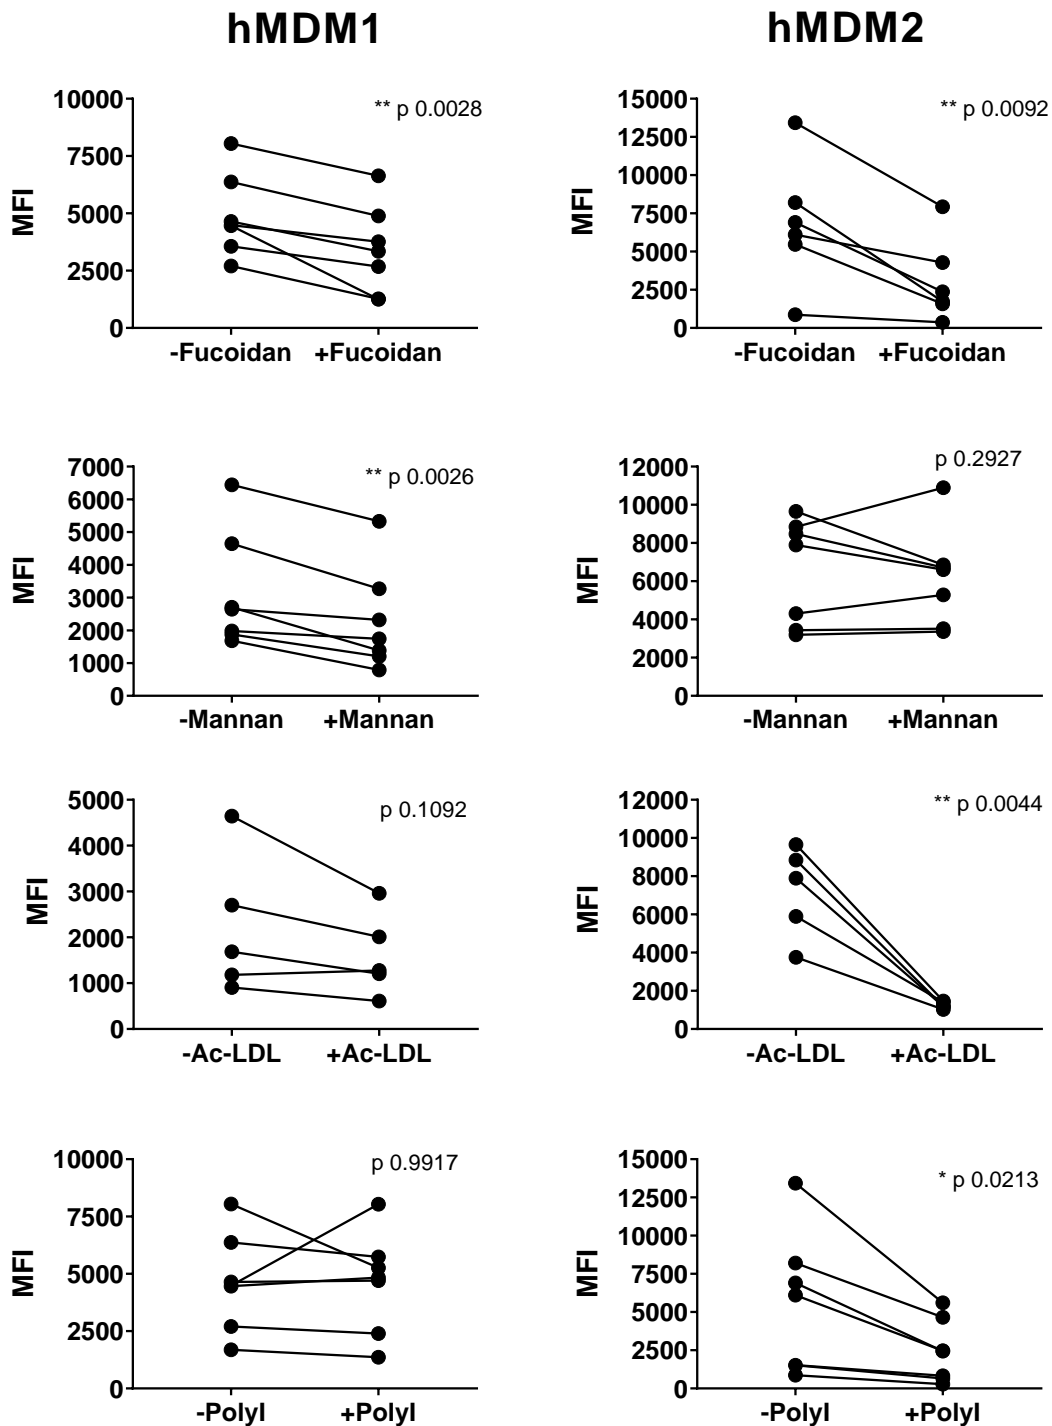 hMDM1
hMDM2
10000
7500
5000
2500
0
MFI
** p 0.0028
-Fucoidan +Fucoidan
15000
12500
10000
7500
5000
2500
0
MFI
** p 0.0092
-Fucoidan +Fucoidan
7000
6000
5000
4000
3000
2000
1000
0
MFI
** p 0.0026
-Mannan +Mannan
12000
10000
8000
6000
4000
2000
0
MFI
p 0.2927
-Mannan +Mannan
5000
4000
3000
2000
1000
0
MFI
p 0.1092
-Ac-LDL +Ac-LDL
12000
10000
8000
6000
4000
2000
0
MFI
** p 0.0044
-Ac-LDL +Ac-LDL
10000
7500
5000
2500
0
MFI
p 0.9917
-PolyI +PolyI
15000
12500
10000
7500
5000
2500
0
MFI
* p 0.0213
-PolyI +PolyI